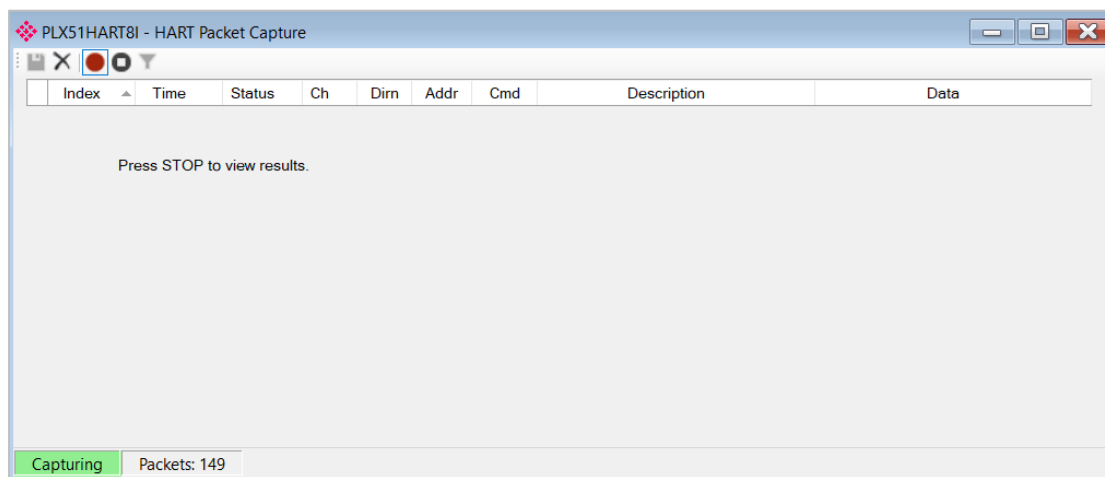 PLX51HART8I - HART Packet Capture
Index Time Status Ch Dirn Addr Cmd Description Data
Press STOP to view results.
Capturing Packets: 149